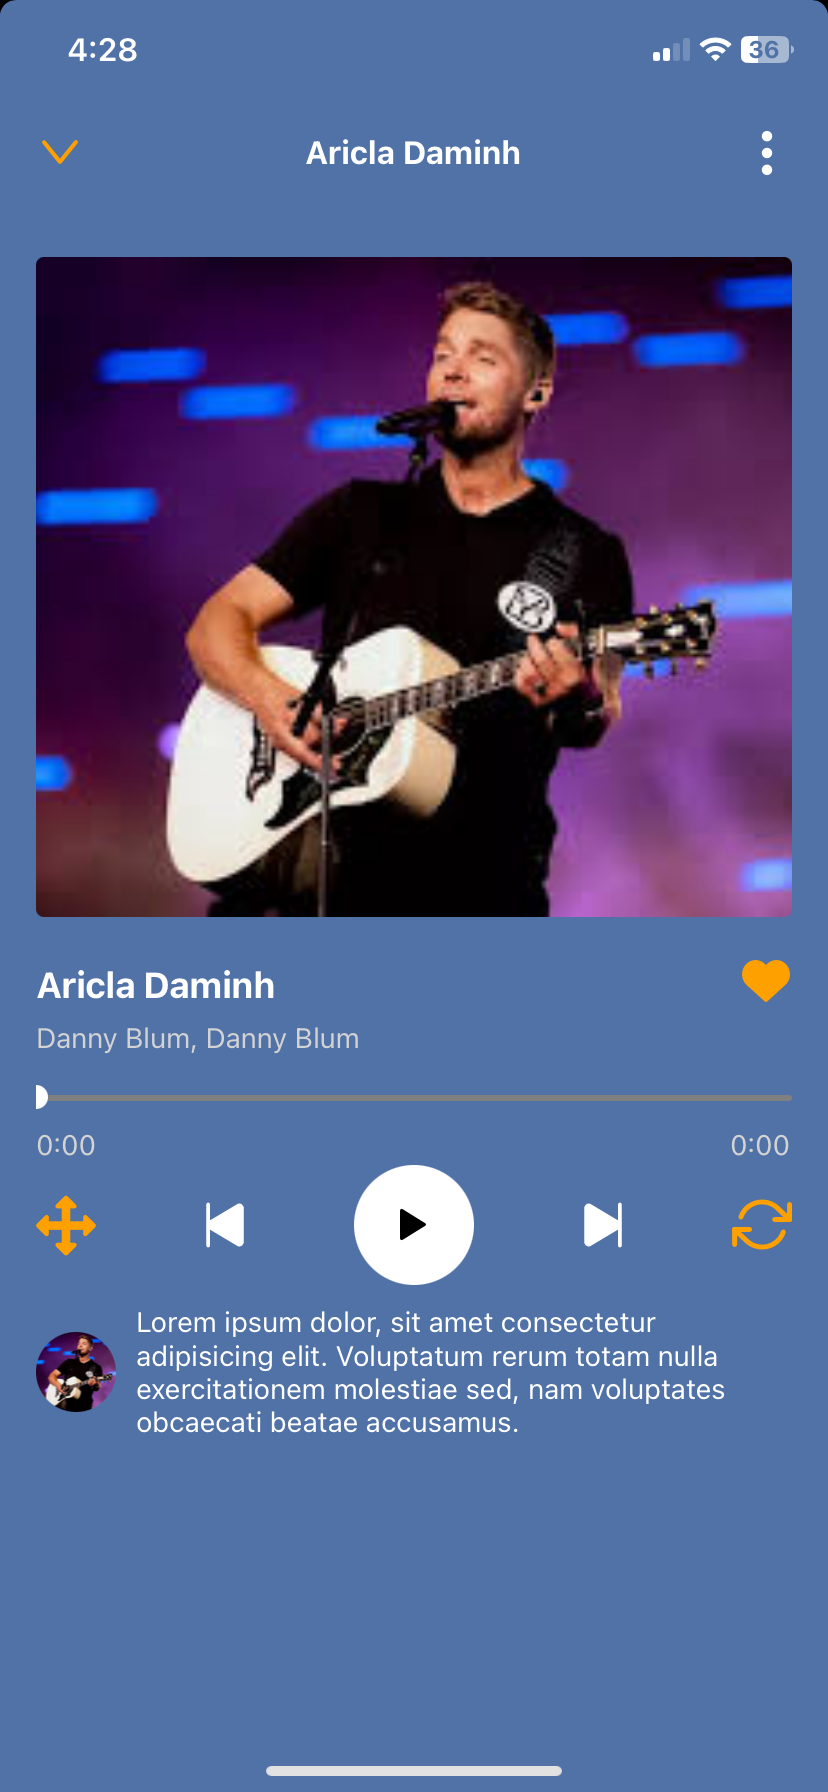 4:28
36
Aricla Daminh
Aricla Daminh
Danny Blum, Danny Blum
0:00
0:00
Lorem ipsum dolor, sit amet consectetur
adipisicing elit. Voluptatum rerum totam nulla
exercitationem molestiae sed, nam voluptates
obcaecati beatae accusamus.